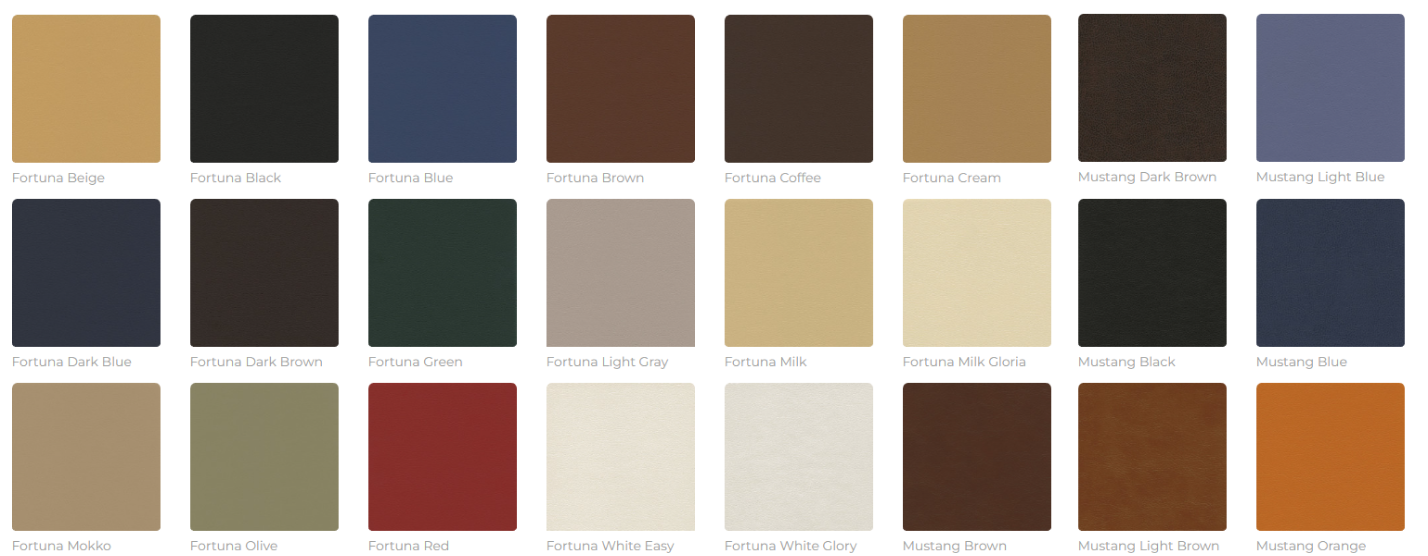 Fortuna Beige
Fortuna Black
Fortuna Blue
Fortuna Brown
Fortuna Coffee
Fortuna Cream
Mustang Dark Brown
Mustang Light Blue
Fortuna Dark Blue
Fortuna Dark Brown
Fortuna Green
Fortuna Light Gray
Fortuna Milk
Fortuna Milk Gloria
Mustang Black
Mustang Blue
Fortuna Mokko
Fortuna Olive
Fortuna Red
Fortuna White Easy
Fortuna White Glory
Mustang Brown
Mustang Light Brown
Mustang Orange